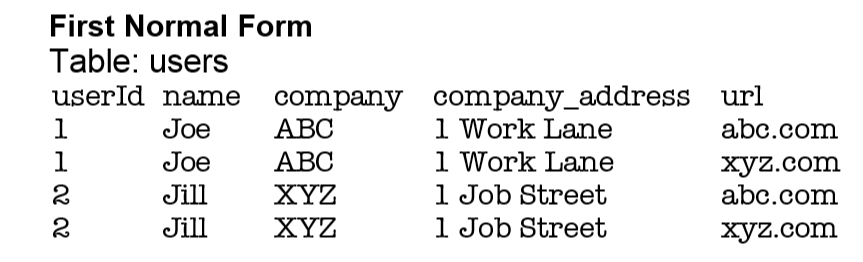 First Normal Form
Table: users
userId name company company_address url
1 Joe ABC 1 Work Lane abc.com
1 Joe ABC 1 Work Lane xyz.com
2 Jill XYZ 1 Job Street abc.com
2 Jill XYZ 1 Job Street xyz.com